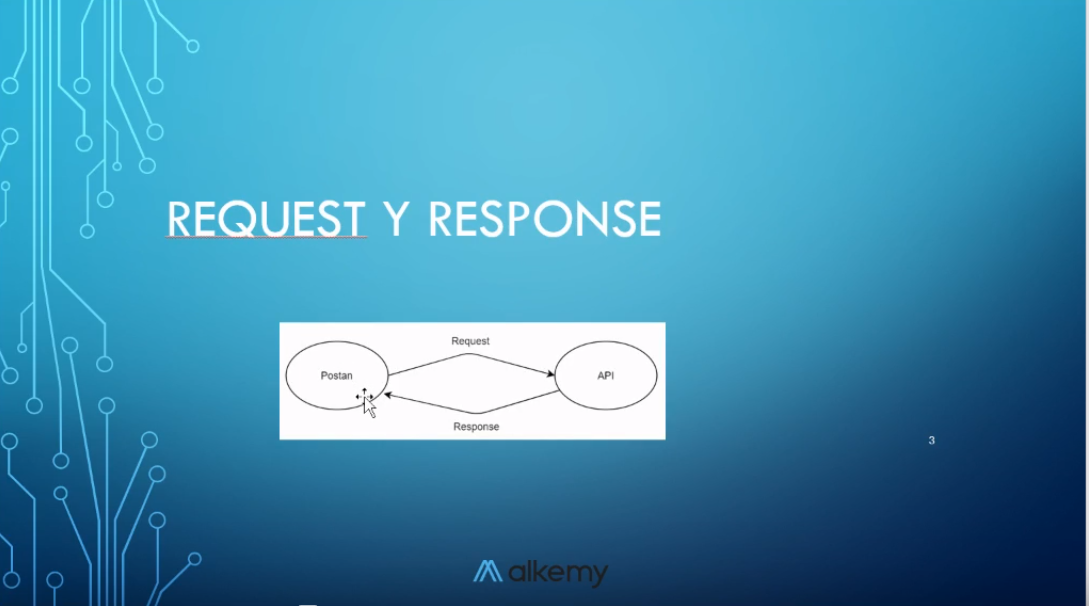 REQUEST Y RESPONSE
Request
Postan
API
Response
3
alkemy